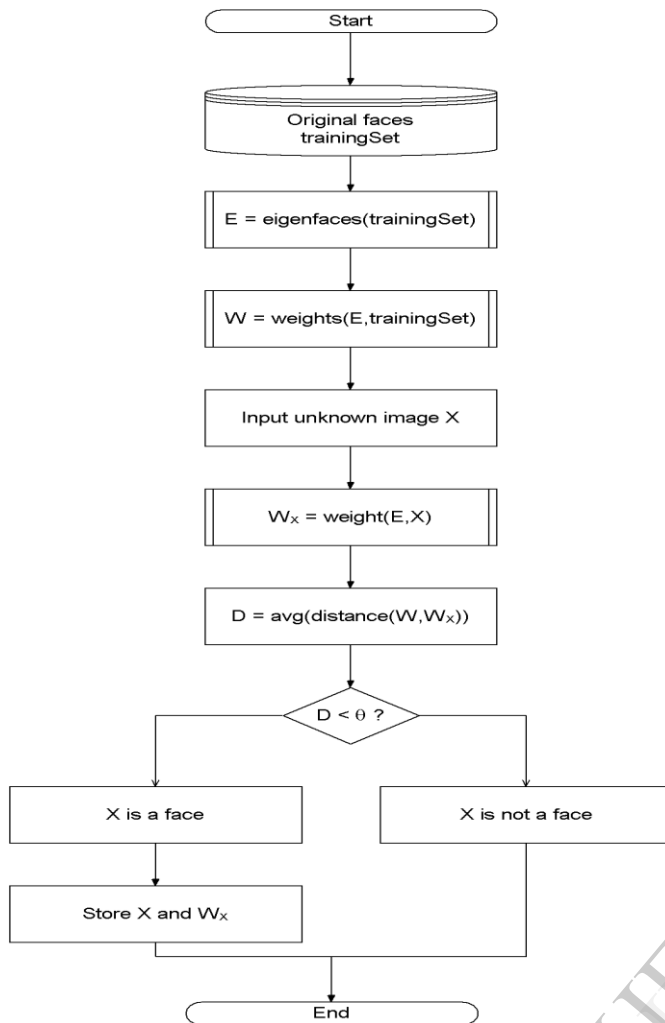 Start
Original faces
trainingSet
E = eigenfaces(trainingSet)
W = weights(E,trainingSet)
Input unknown image X
Wₓ = weight(E,X)
D = avg(distance(W,Wₓ))
D < θ ?
X is a face
X is not a face
Store X and Wₓ
End